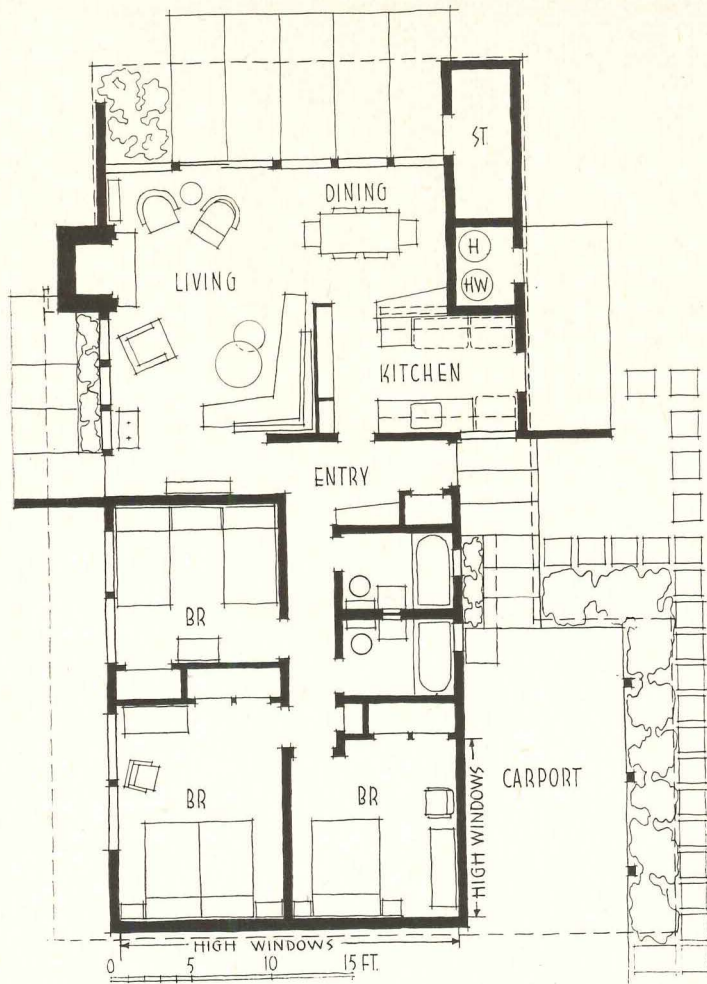 ST.
DINING
H
HW
LIVING
KITCHEN
ENTRY
BR
BR
BR
CARPORT
HIGH WINDOWS
HIGH WINDOWS
0 5 10 15 FT.